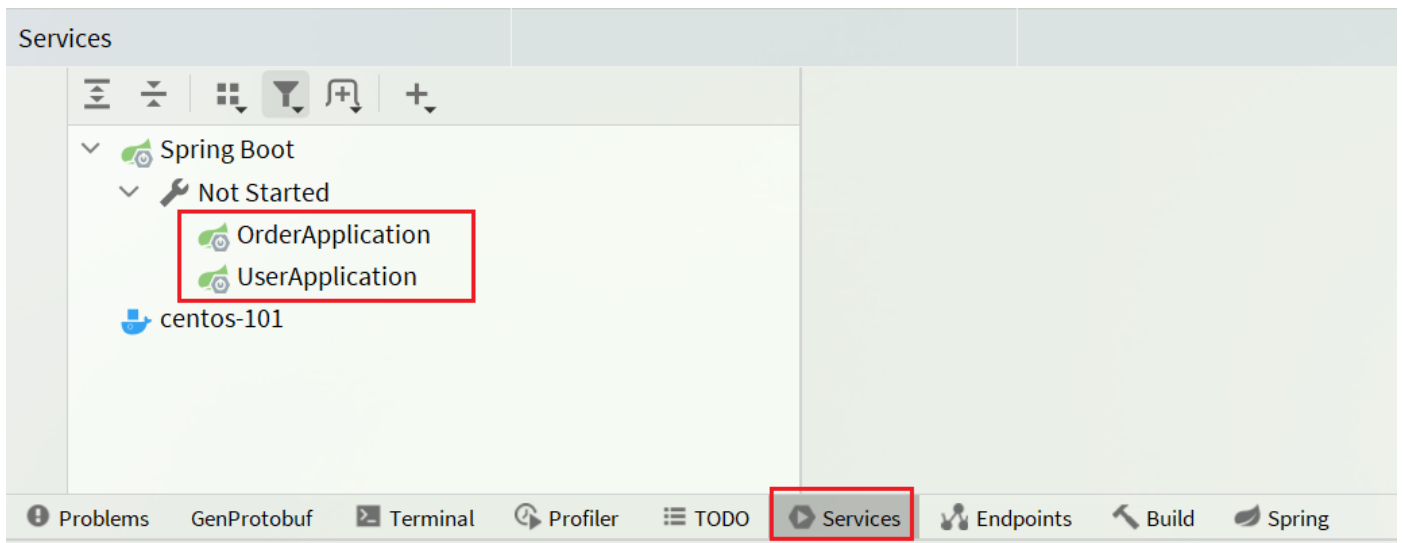 Services
Spring Boot
Not Started
OrderApplication
UserApplication
centos-101
Problems GenProtobuf Terminal Profiler TODO Services Endpoints Build Spring